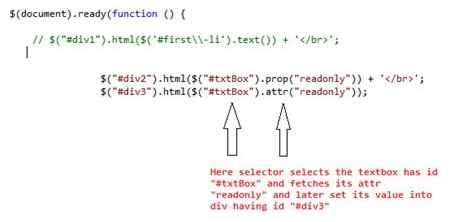 $(document).ready(function () {
// $("#div1").html($('#first\\-li').text()) + '</br>';
$("#div2").html($("#txtBox").prop("readonly")) + '</br>';
$("#div3").html($("#txtBox").attr("readonly"));
Here selector selects the textbox has id
"#txtBox" and fetches its attr
"readonly" and later set its value into
div having id "#div3"